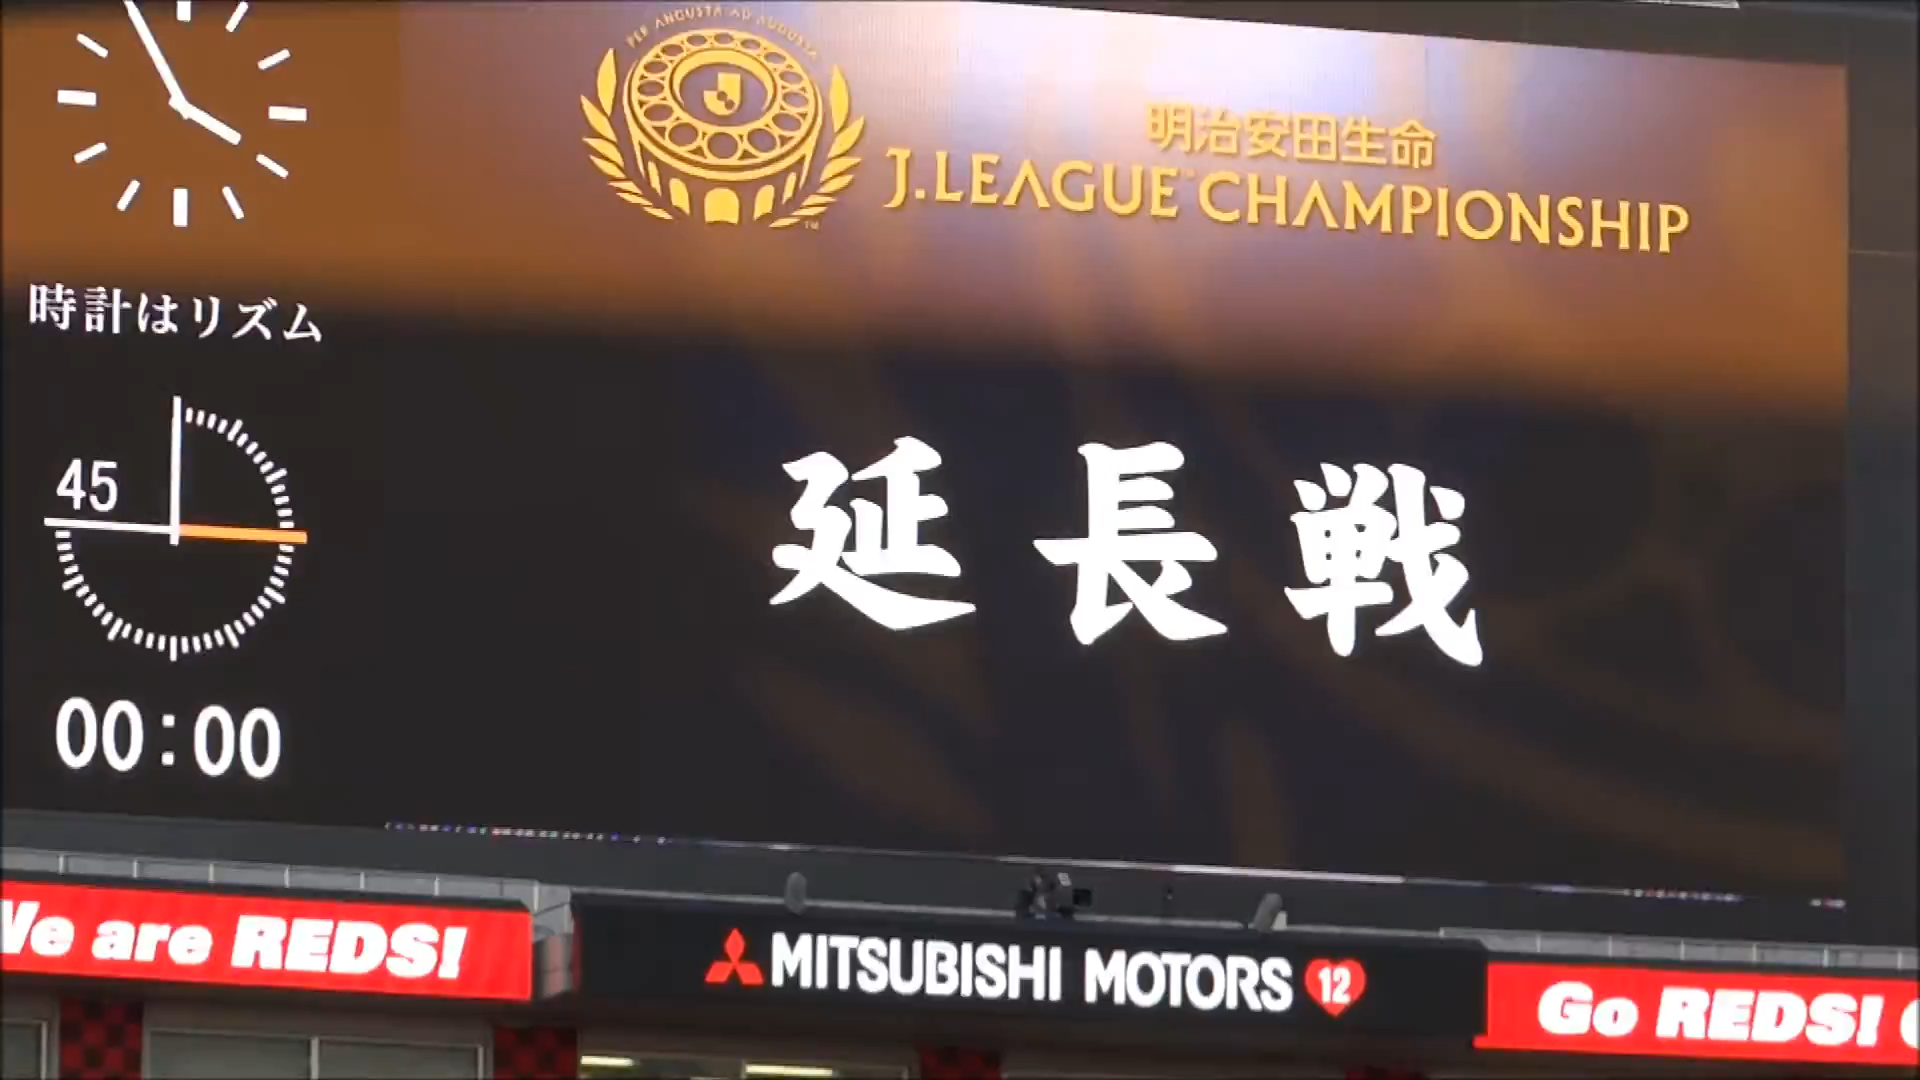 PER ANGUSTA AD AUGUSTA
明治安田生命
J.LEAGUE™ CHAMPIONSHIP
時計はリズム
45
延長戦
00:00
We are REDS!
MITSUBISHI MOTORS 12
Go REDS!